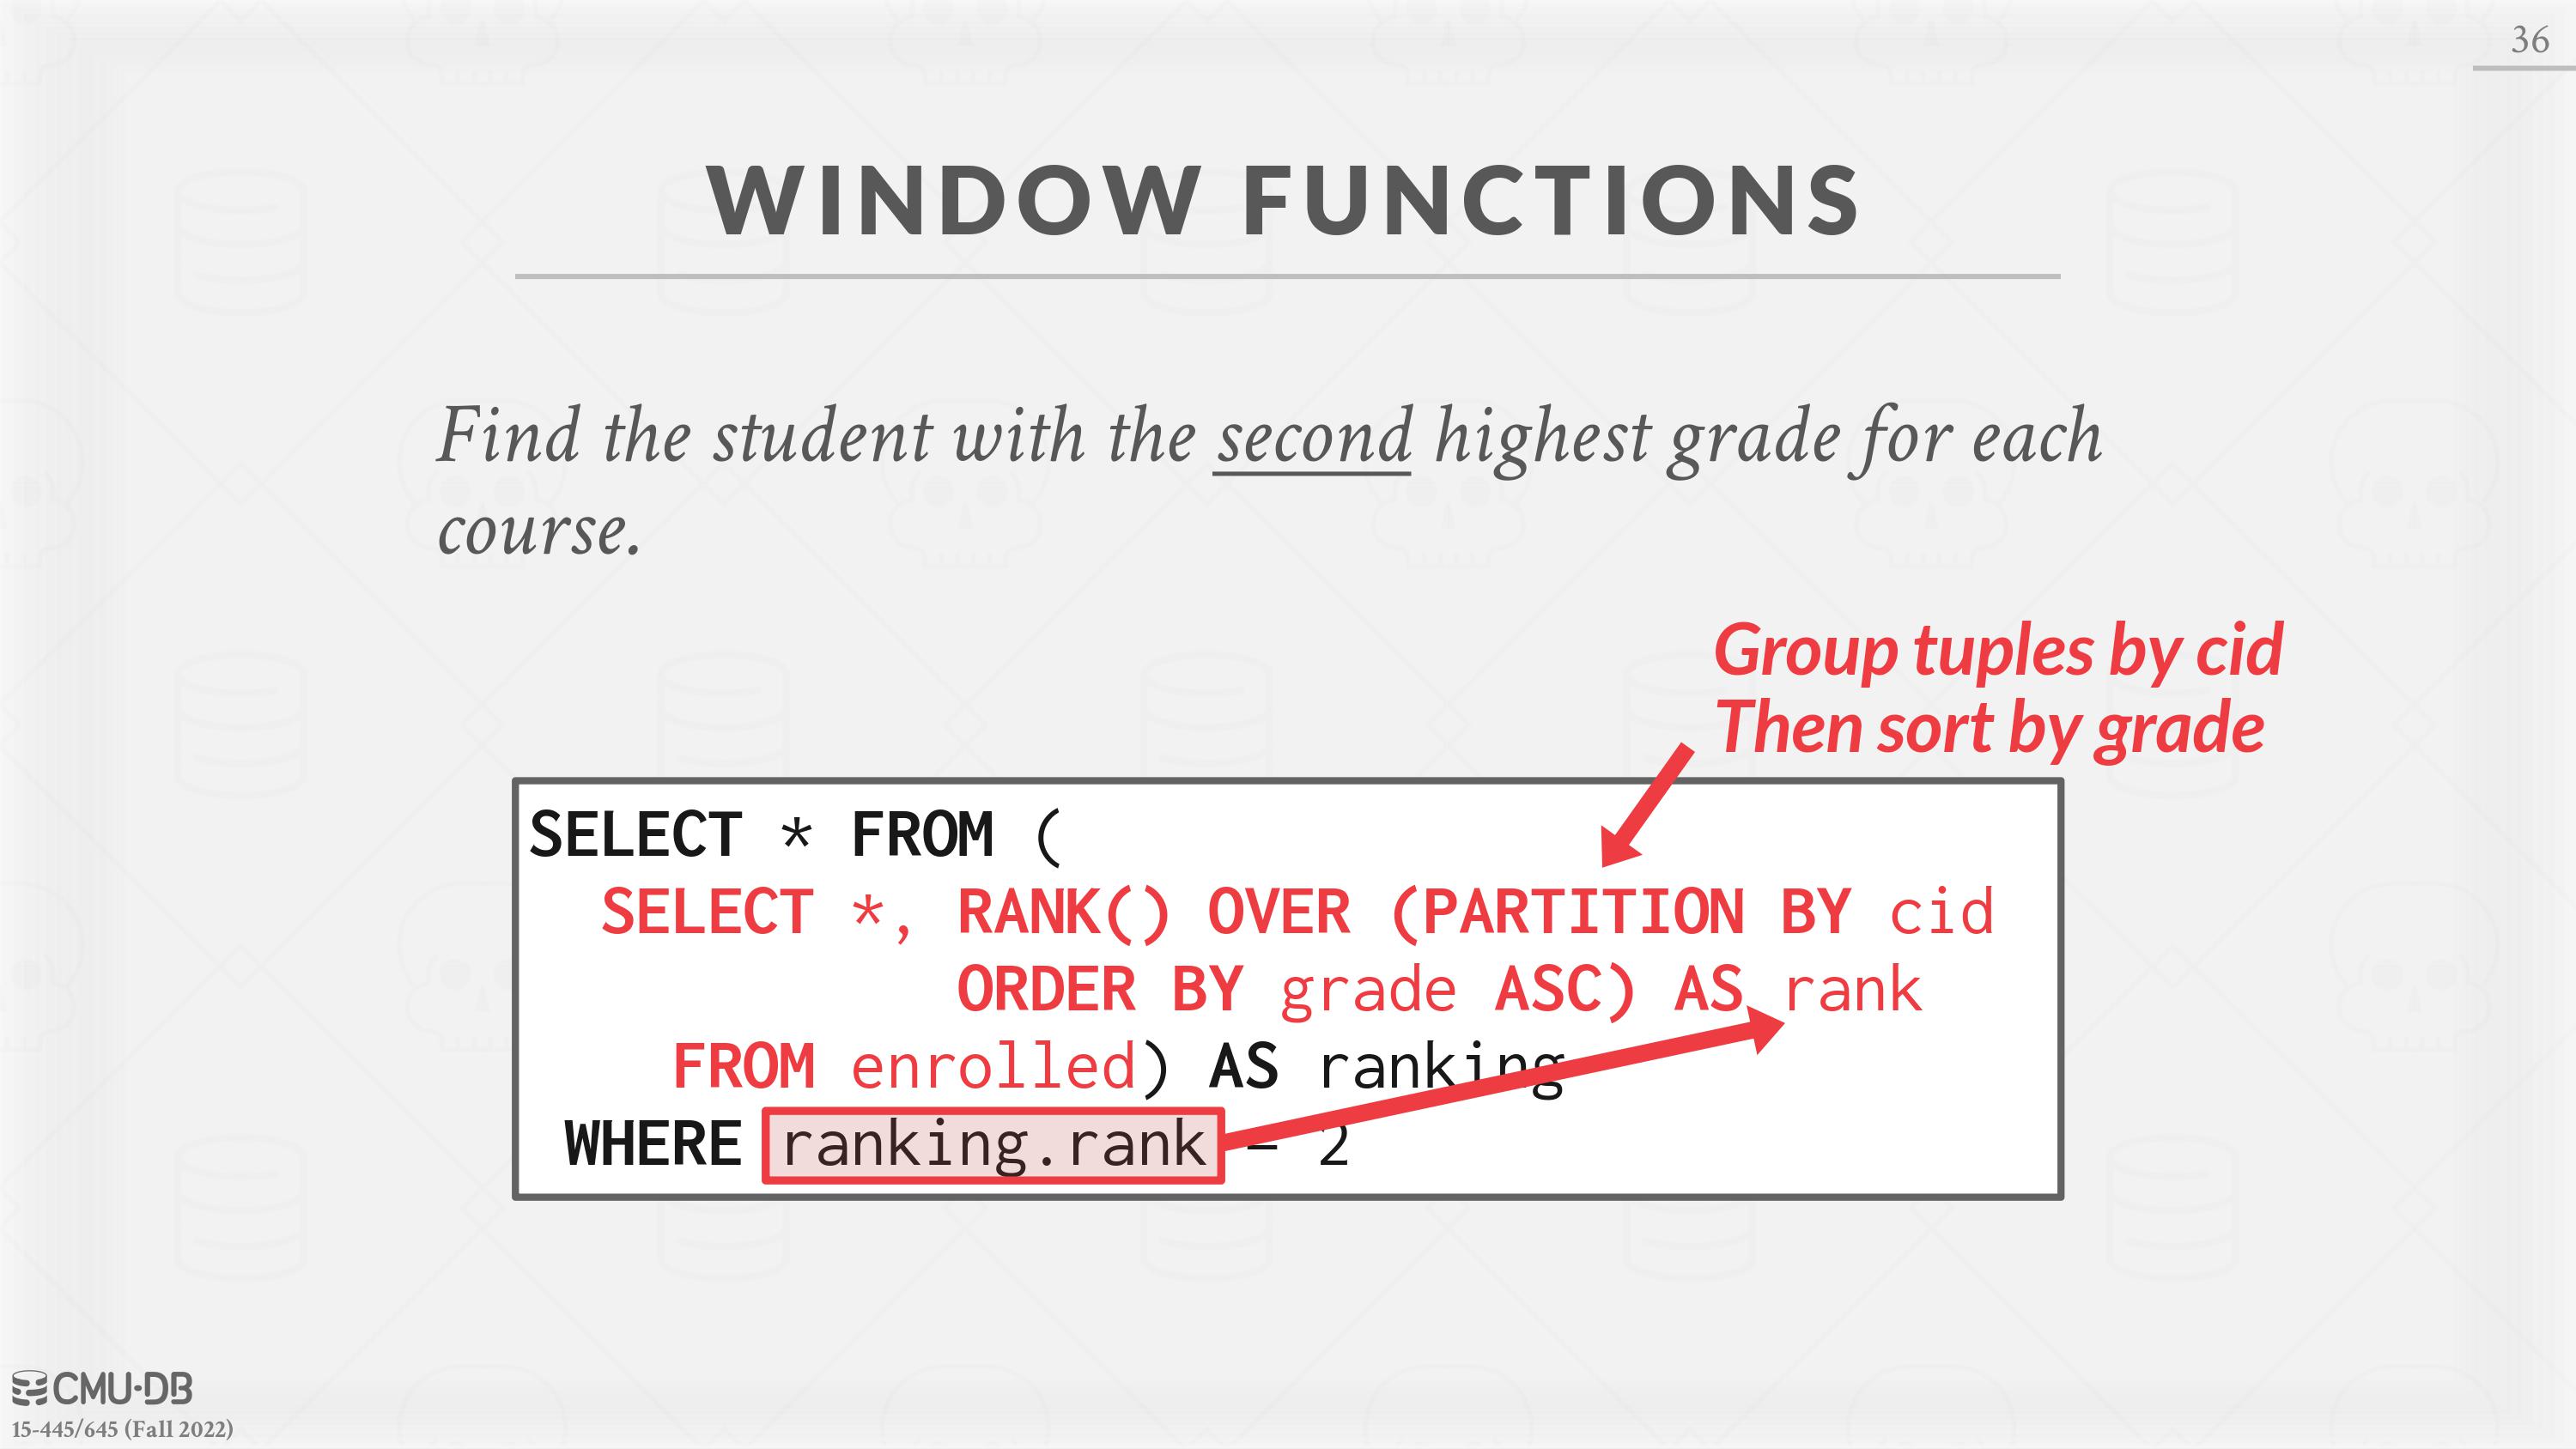 36
WINDOW FUNCTIONS
Find the student with the second highest grade for each
course.
Group tuples by cid
Then sort by grade
SELECT * FROM (
SELECT *, RANK() OVER (PARTITION BY cid
ORDER BY grade ASC) AS rank
FROM enrolled) AS ranking
WHERE ranking.rank = 2
CMU·DB
15-445/645 (Fall 2022)